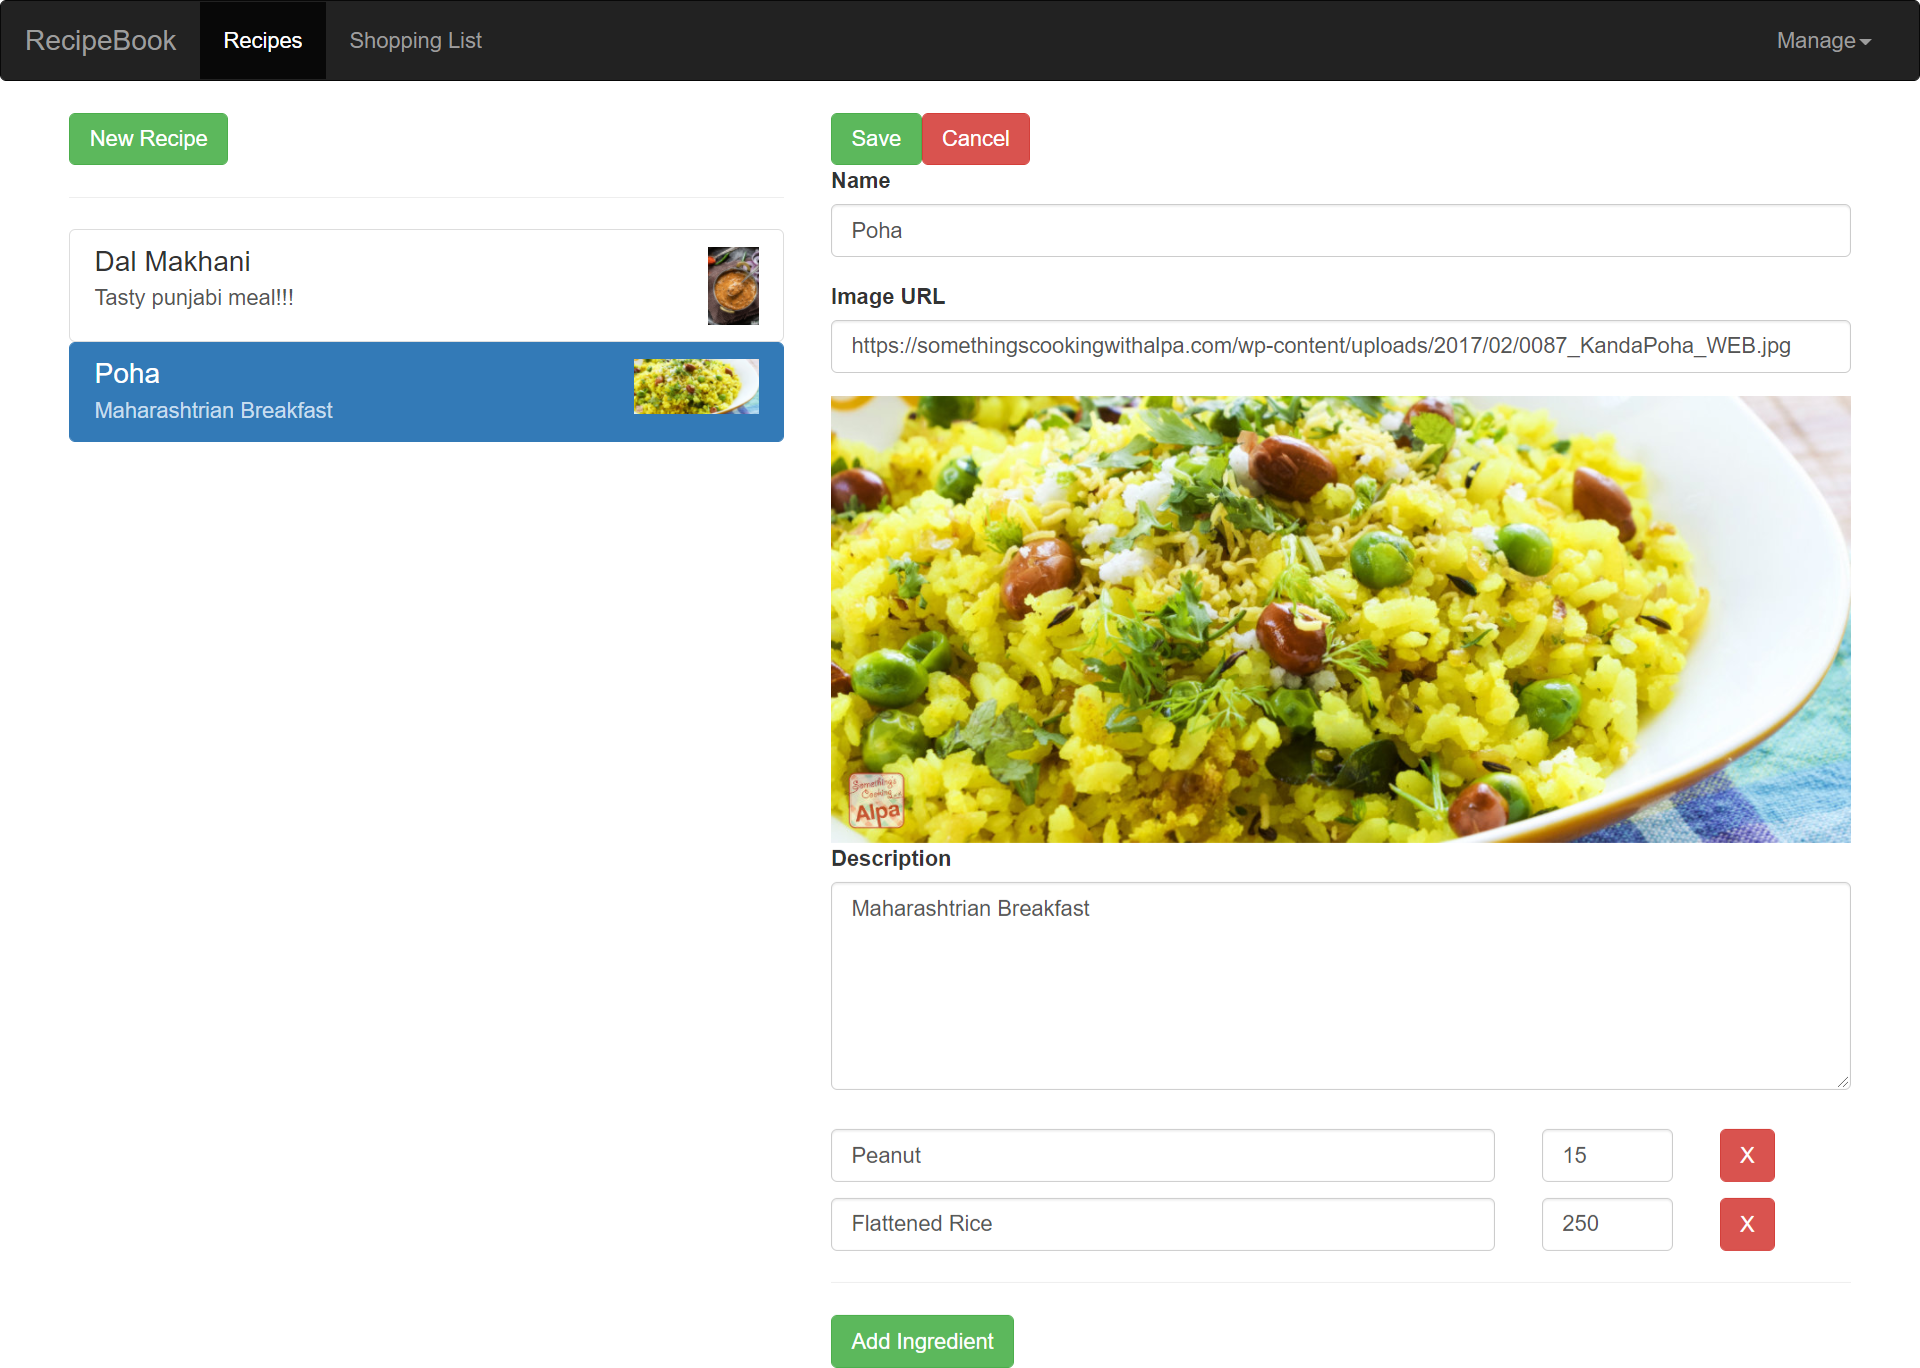 RecipeBook Recipes Shopping List Manage
New Recipe
Dal Makhani
Tasty punjabi meal!!!
Poha
Maharashtrian Breakfast
Save Cancel
Name
Poha
Image URL
https://somethingscookingwithalpa.com/wp-content/uploads/2017/02/0087_KandaPoha_WEB.jpg
Something's
Cooking
Alpa
Description
Maharashtrian Breakfast
Peanut 15 X
Flattened Rice 250 X
Add Ingredient